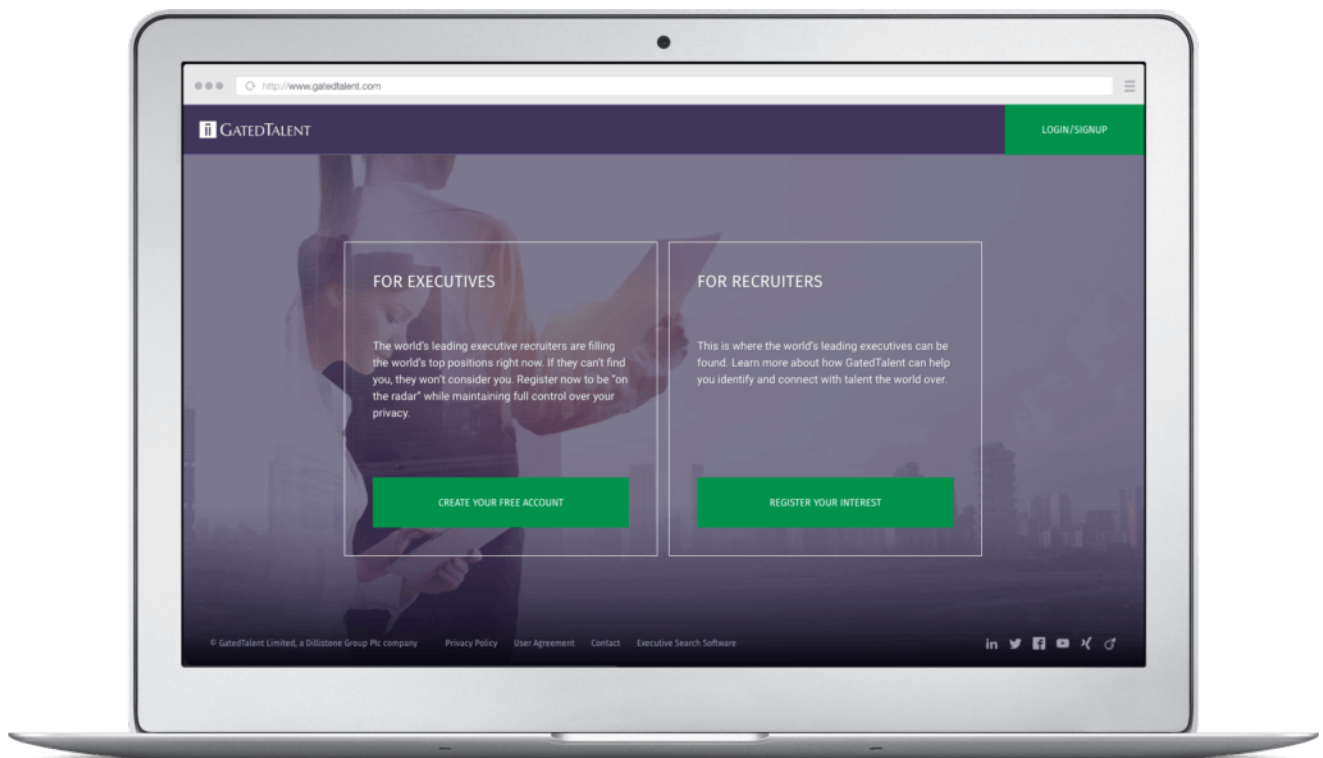 http://www.gatedtalent.com
GATEDTALENT
LOGIN/SIGNUP
FOR EXECUTIVES
The world's leading executive recruiters are filling
the world's top positions right now. If they can't find
you, they won't consider you. Register now to be "on
the radar" while maintaining full control over your
privacy.
CREATE YOUR FREE ACCOUNT
FOR RECRUITERS
This is where the world's leading executives can be
found. Learn more about how GatedTalent can help
you identify and connect with talent the world over.
REGISTER YOUR INTEREST
© GatedTalent Limited, a Dillistone Group Plc company Privacy Policy User Agreement Contact Executive Search Software